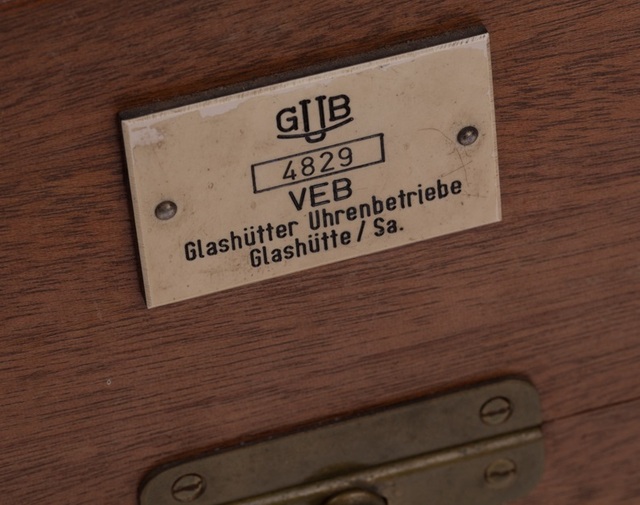 GUB
4829
VEB
Glashütter Uhrenbetriebe
Glashütte / Sa.